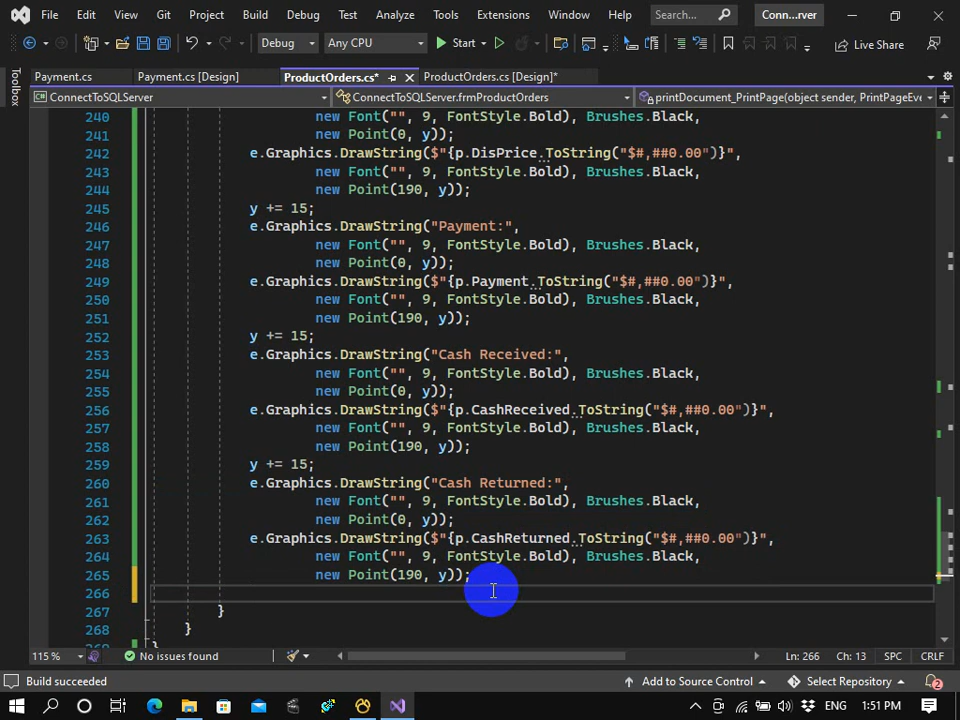 File Edit View Git Project Build Debug Test Analyze Tools Extensions Window Help Search... Conn...rver
Debug Any CPU Start Live Share
Toolbox
Payment.cs Payment.cs [Design] ProductOrders.cs* ProductOrders.cs [Design]*
ConnectToSQLServer ConnectToSQLServer.frmProductOrders printDocument_PrintPage(object sender, PrintPageEve
240 new Font("", 9, FontStyle.Bold), Brushes.Black,
241 new Point(0, y));
242 e.Graphics.DrawString($"{p.DisPrice.ToString("$#,##0.00")}",
243 new Font("", 9, FontStyle.Bold), Brushes.Black,
244 new Point(190, y));
245 y += 15;
246 e.Graphics.DrawString("Payment:",
247 new Font("", 9, FontStyle.Bold), Brushes.Black,
248 new Point(0, y));
249 e.Graphics.DrawString($"{p.Payment.ToString("$#,##0.00")}",
250 new Font("", 9, FontStyle.Bold), Brushes.Black,
251 new Point(190, y));
252 y += 15;
253 e.Graphics.DrawString("Cash Received:",
254 new Font("", 9, FontStyle.Bold), Brushes.Black,
255 new Point(0, y));
256 e.Graphics.DrawString($"{p.CashReceived.ToString("$#,##0.00")}",
257 new Font("", 9, FontStyle.Bold), Brushes.Black,
258 new Point(190, y));
259 y += 15;
260 e.Graphics.DrawString("Cash Returned:",
261 new Font("", 9, FontStyle.Bold), Brushes.Black,
262 new Point(0, y));
263 e.Graphics.DrawString($"{p.CashReturned.ToString("$#,##0.00")}",
264 new Font("", 9, FontStyle.Bold), Brushes.Black,
265 new Point(190, y));
266
267 }
268 }
269 }
115 % No issues found Ln: 266 Ch: 13 SPC CRLF
Build succeeded Add to Source Control Select Repository 2
ENG 1:51 PM